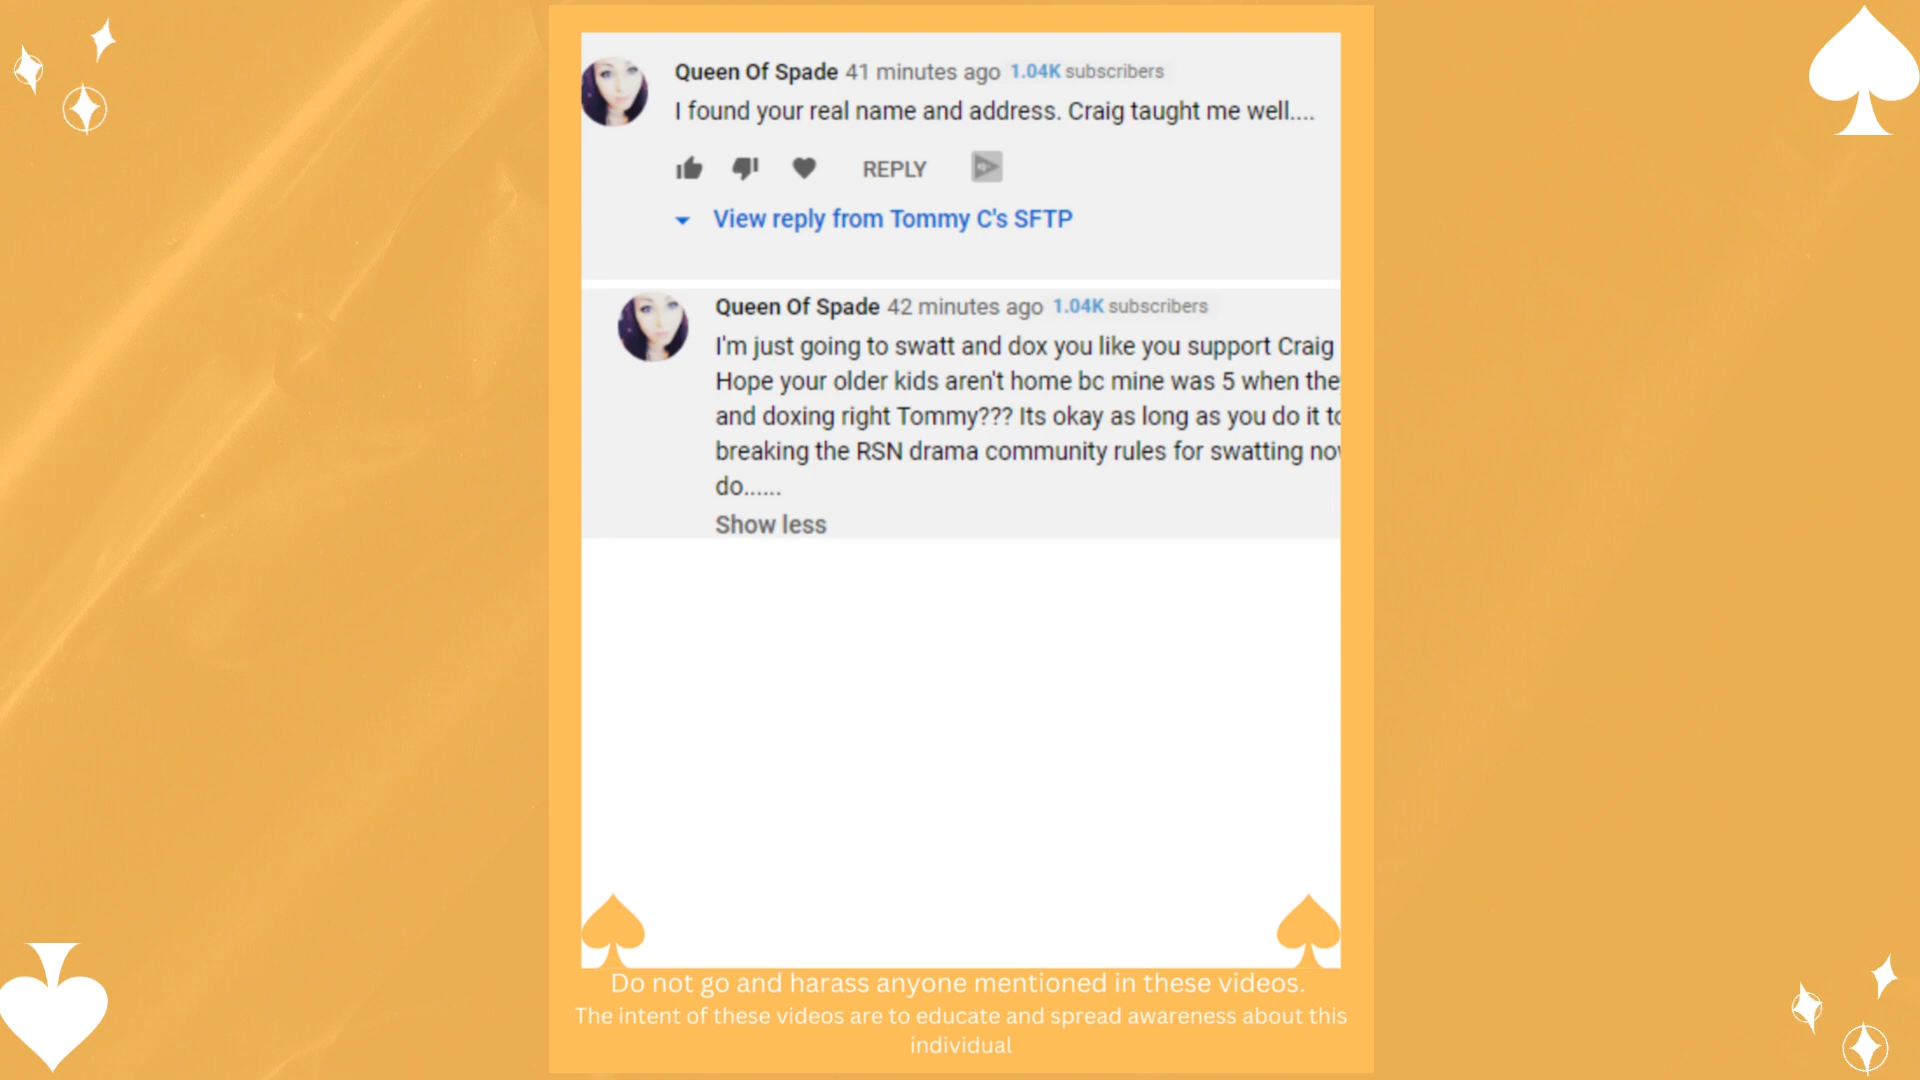 Queen Of Spade 41 minutes ago 1.04K subscribers
I found your real name and address. Craig taught me well....
REPLY
View reply from Tommy C's SFTP
Queen Of Spade 42 minutes ago 1.04K subscribers
I'm just going to swatt and dox you like you support Craig
Hope your older kids aren't home bc mine was 5 when the
and doxing right Tommy??? Its okay as long as you do it to
breaking the RSN drama community rules for swatting
do......
Show less
Do not go and harass anyone mentioned in these videos.
The intent of these videos are to educate and spread awareness about this
individual